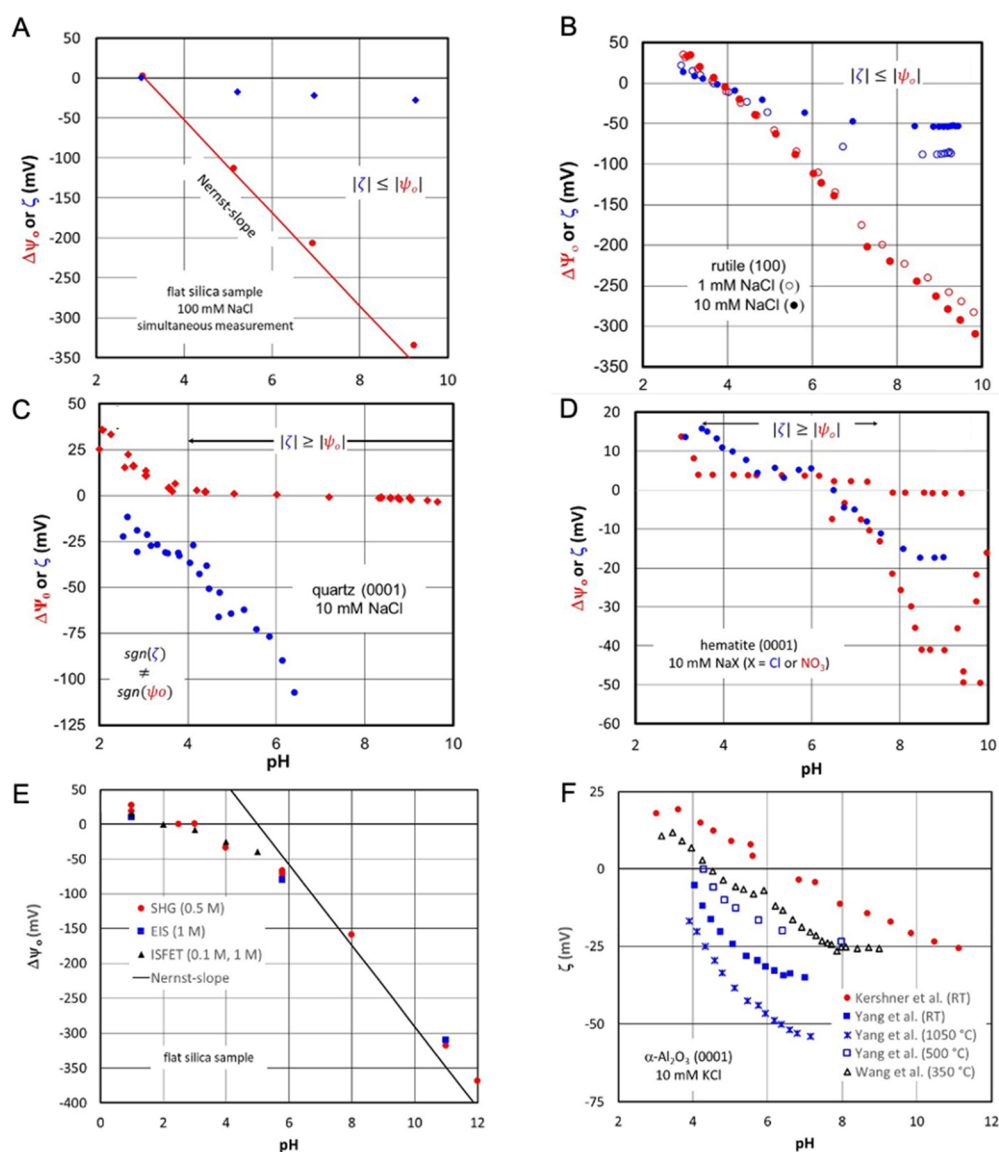 A
50
0
-50
-100
-150
-200
-250
-300
-350
Δψo or ζ (mV)
Nernst-slope
|ζ| ≤ |ψo|
flat silica sample
100 mM NaCl
simultaneous measurement
2 4 6 8 10
B
50
0
-50
-100
-150
-200
-250
-300
-350
ΔΨo or ζ (mV)
|ζ| ≤ |ψo|
rutile (100)
1 mM NaCl (○)
10 mM NaCl (●)
2 4 6 8 10
C
50
25
0
-25
-50
-75
-100
-125
ΔΨ0 or ζ (mV)
|ζ| ≥ |ψo|
quartz (0001)
10 mM NaCl
sgn(ζ)
≠
sgn(ψo)
2 4 6 8 10
pH
D
20
10
0
-10
-20
-30
-40
-50
-60
Δψo or ζ (mV)
|ζ| ≥ |ψo|
hematite (0001)
10 mM NaX (X = Cl or NO3)
2 4 6 8 10
pH
E
50
0
-50
-100
-150
-200
-250
-300
-350
-400
Δψo (mV)
SHG (0.5 M)
EIS (1 M)
ISFET (0.1 M, 1 M)
Nernst-slope
flat silica sample
0 2 4 6 8 10 12
pH
F
25
0
-25
-50
-75
ζ (mV)
Kershner et al. (RT)
Yang et al. (RT)
Yang et al. (1050 °C)
Yang et al. (500 °C)
Wang et al. (350 °C)
α-Al2O3 (0001)
10 mM KCl
2 4 6 8 10 12
pH